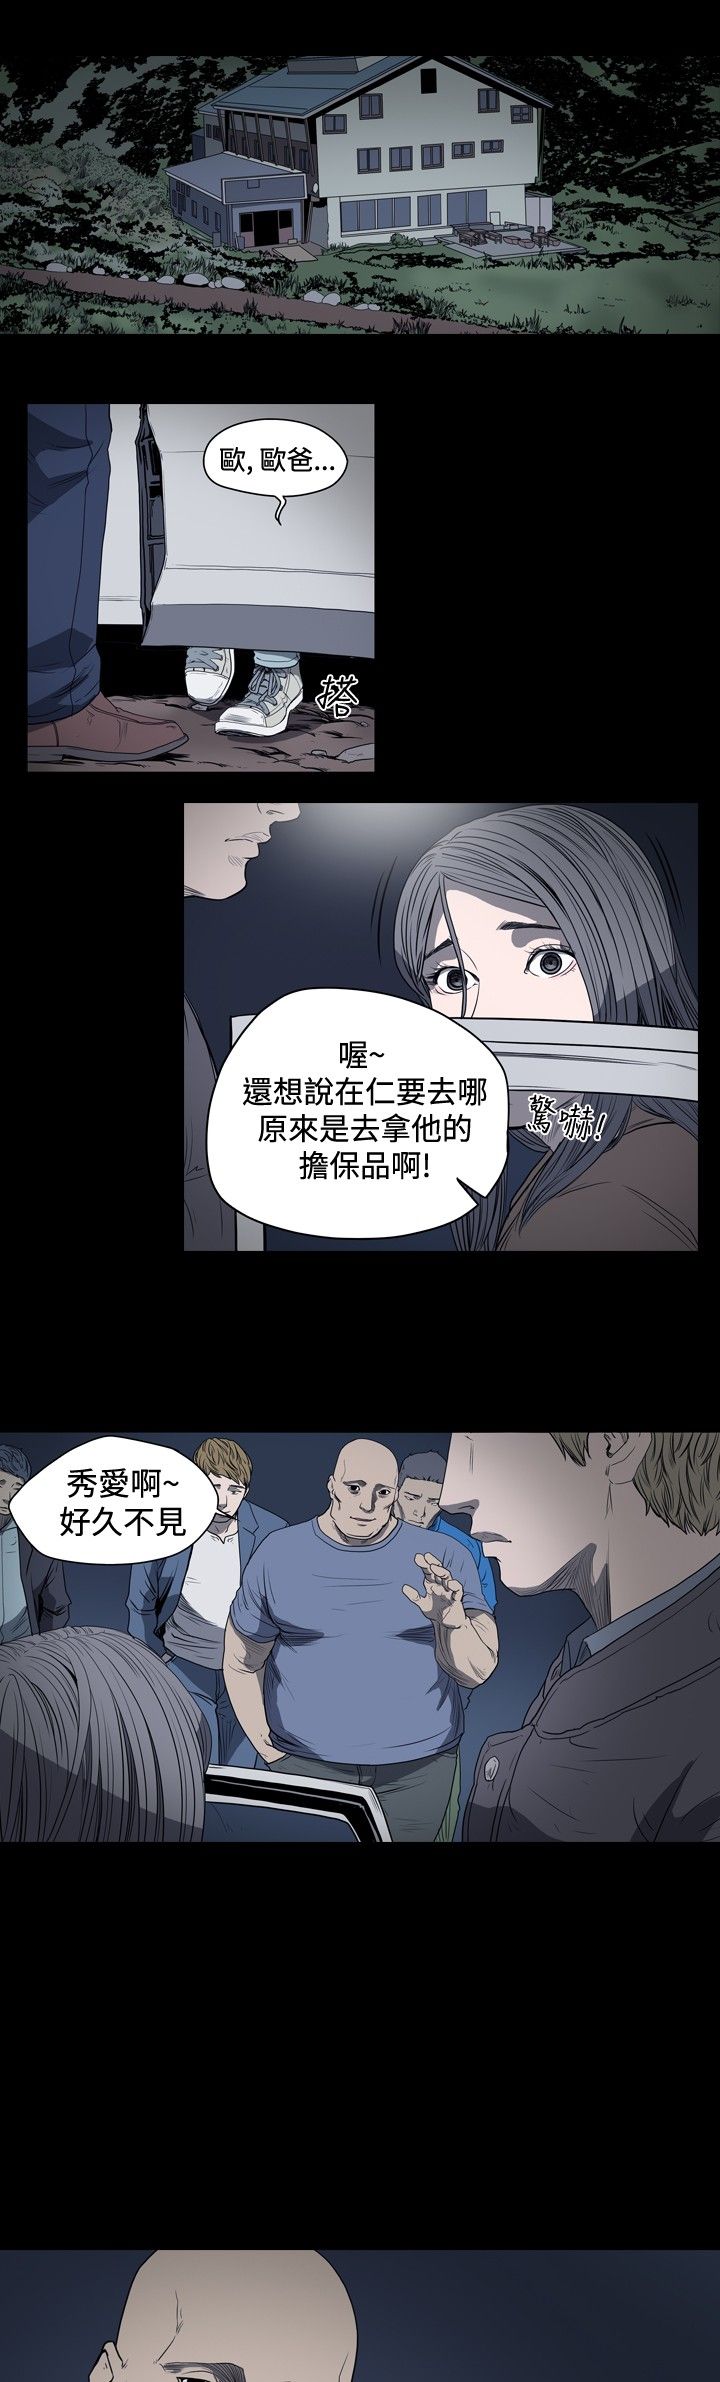 歐, 歐爸...
搭
喔~
還想說在仁要去哪
原來是去拿他的
擔保品啊!
驚嚇!
秀愛啊~
好久不見